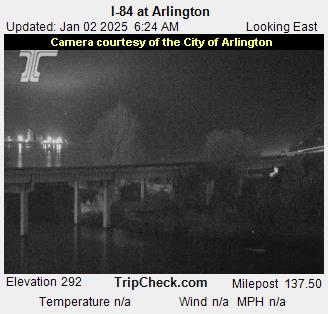 I-84 at Arlington
Updated: Jan 02 2025 6:24 AM Looking East
Camera courtesy of the City of Arlington
Elevation 292 TripCheck.com Milepost 137.50
Temperature n/a Wind n/a MPH n/a